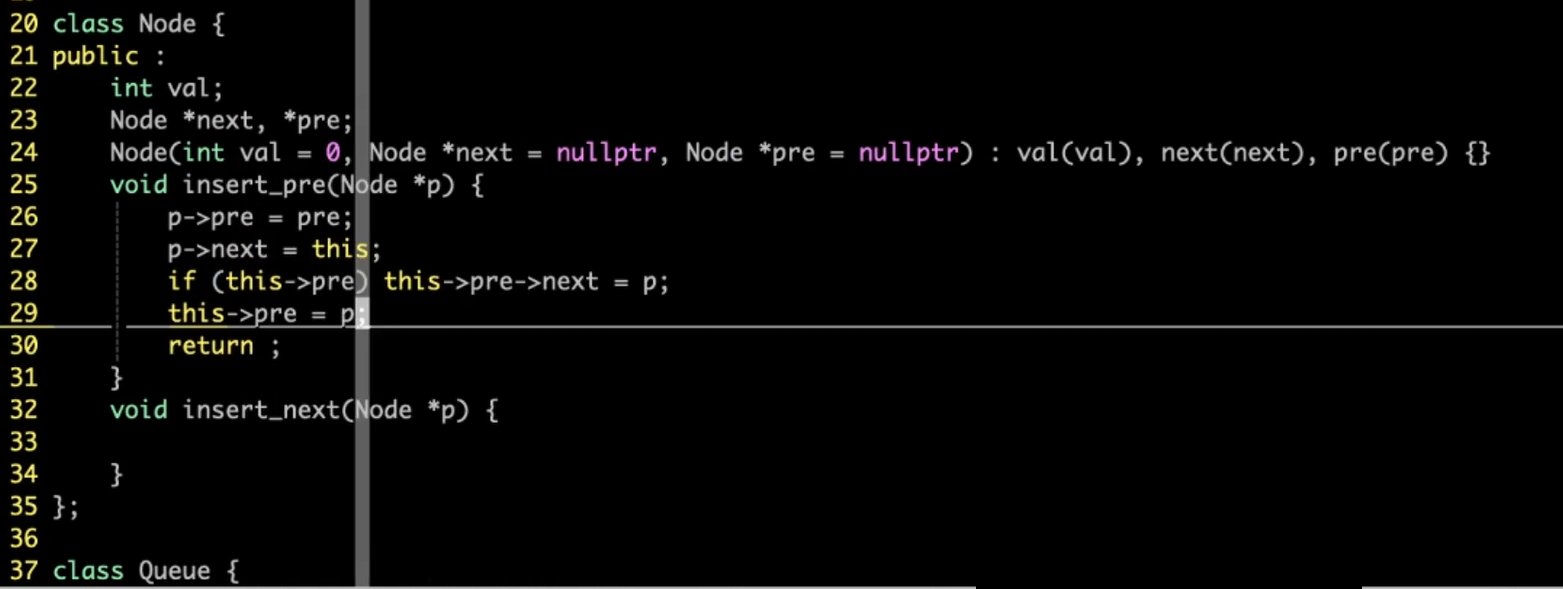 20 class Node {
21 public :
22     int val;
23     Node *next, *pre;
24     Node(int val = 0, Node *next = nullptr, Node *pre = nullptr) : val(val), next(next), pre(pre) {}
25     void insert_pre(Node *p) {
26         p->pre = pre;
27         p->next = this;
28         if (this->pre) this->pre->next = p;
29         this->pre = p;
30         return ;
31     }
32     void insert_next(Node *p) {
33
34     }
35 };
36
37 class Queue {